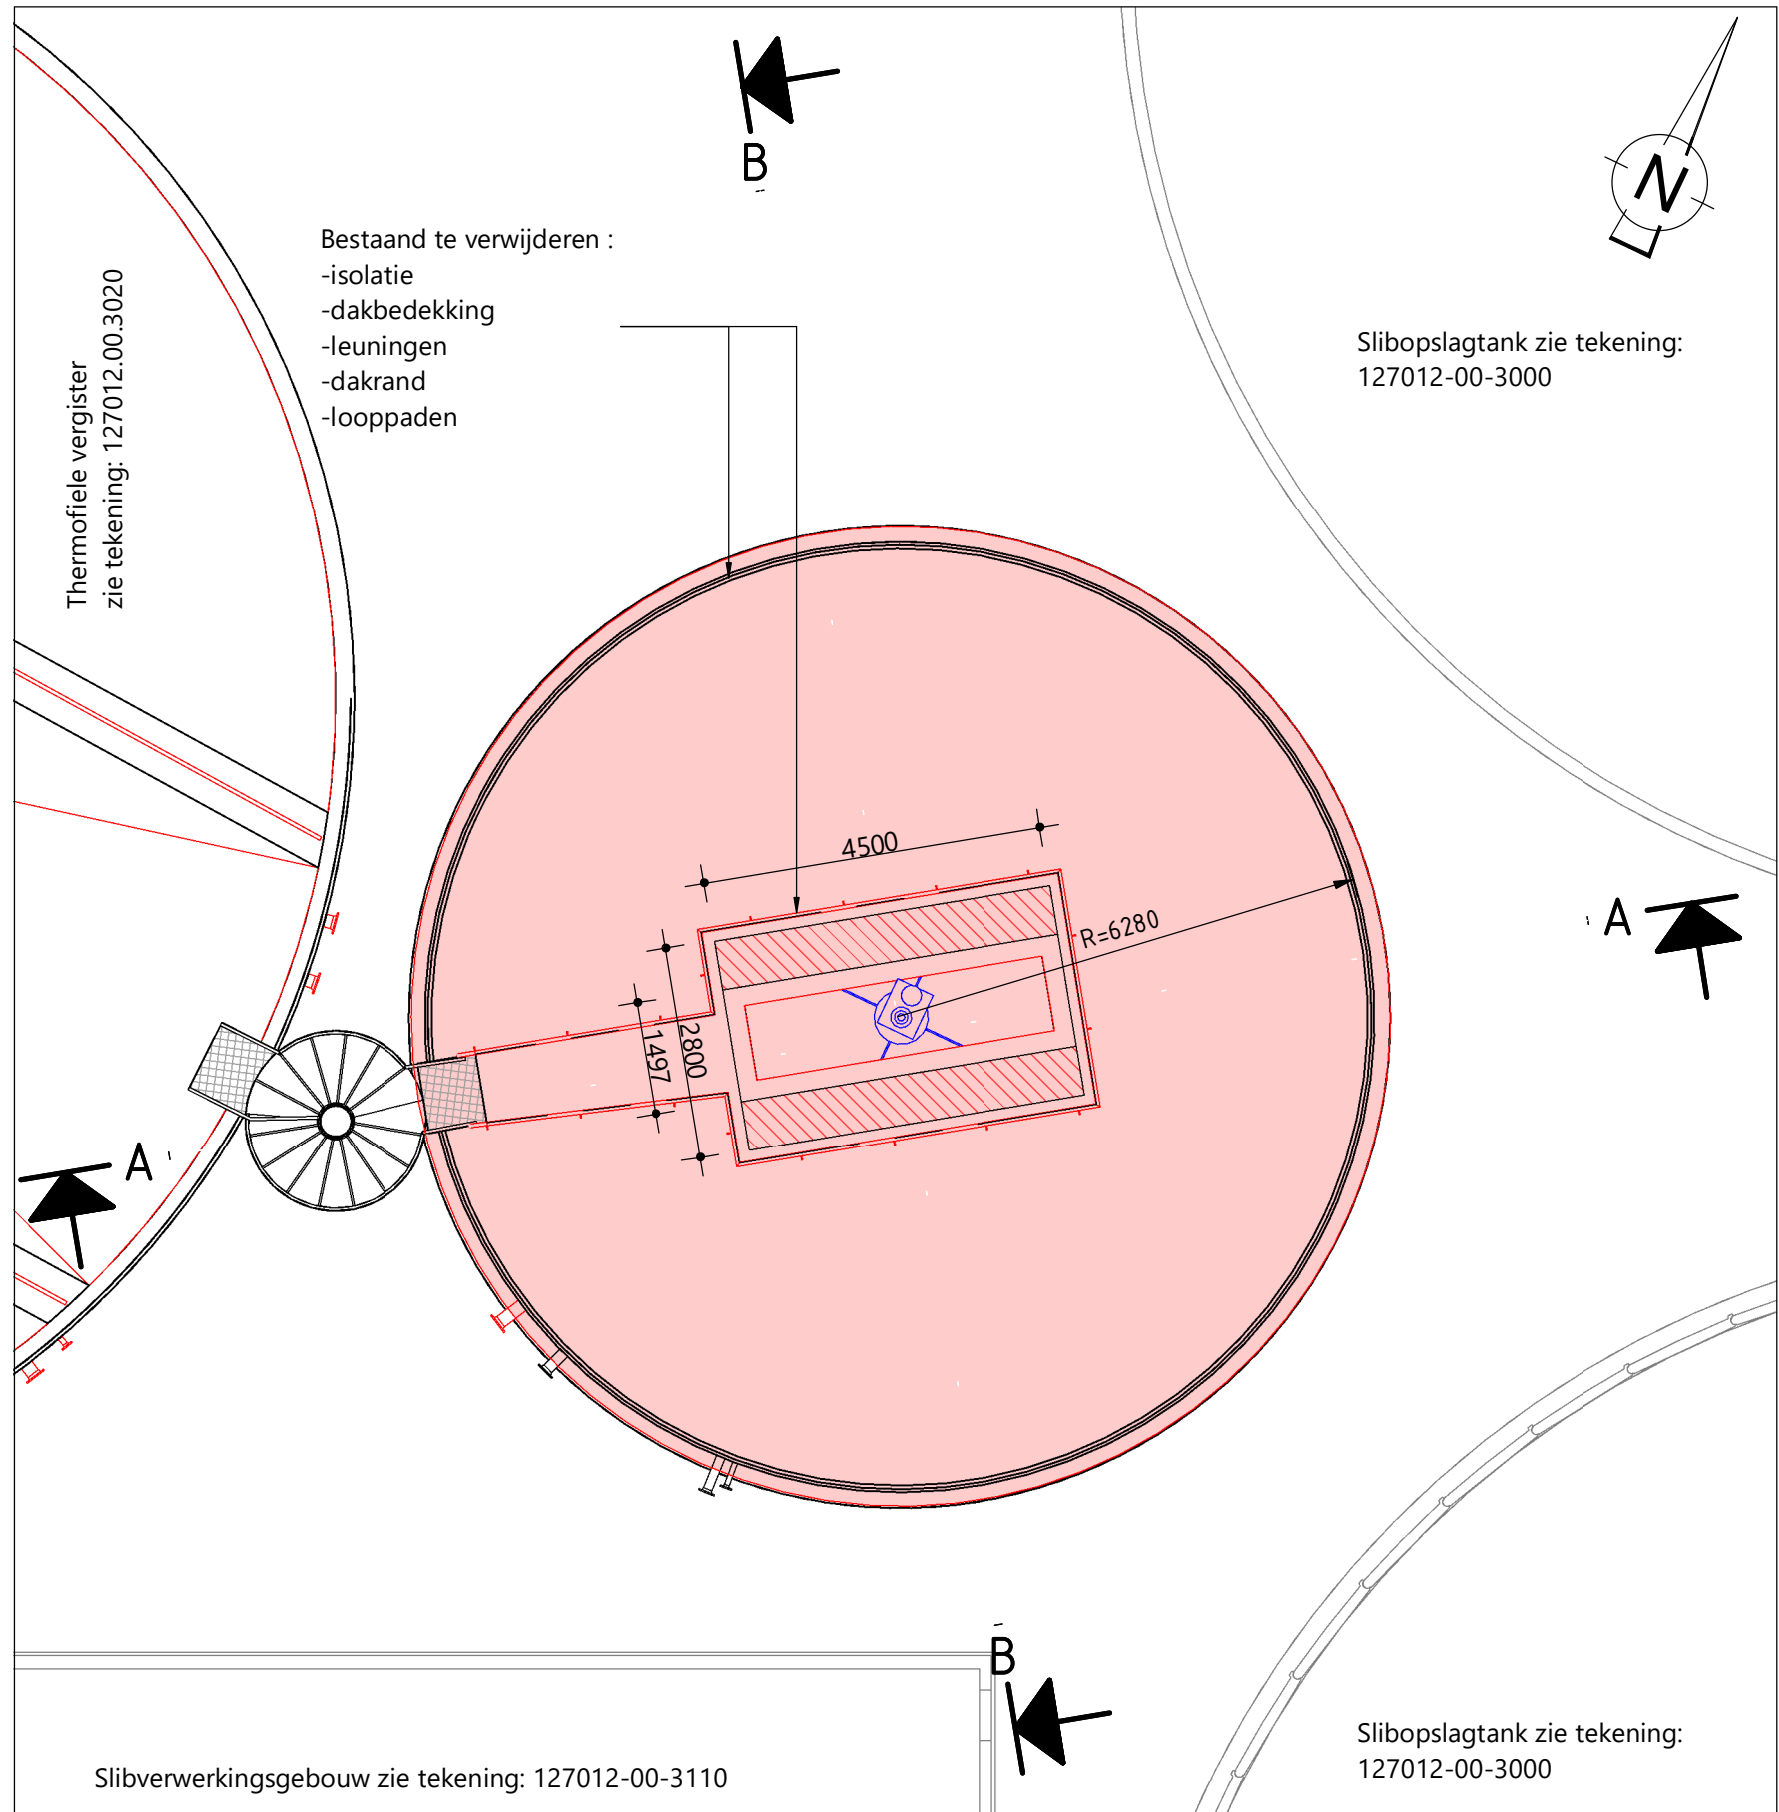 B
N
Bestaand te verwijderen :
-isolatie
-dakbedekking
-leuningen
-dakrand
-looppaden
Thermofiele vergister
zie tekening: 127012.00.3020
Slibopslagtank zie tekening:
127012-00-3000
4500
R=6280
A
2800
1497
A
B
Slibopslagtank zie tekening:
127012-00-3000
Slibverwerkingsgebouw zie tekening: 127012-00-3110